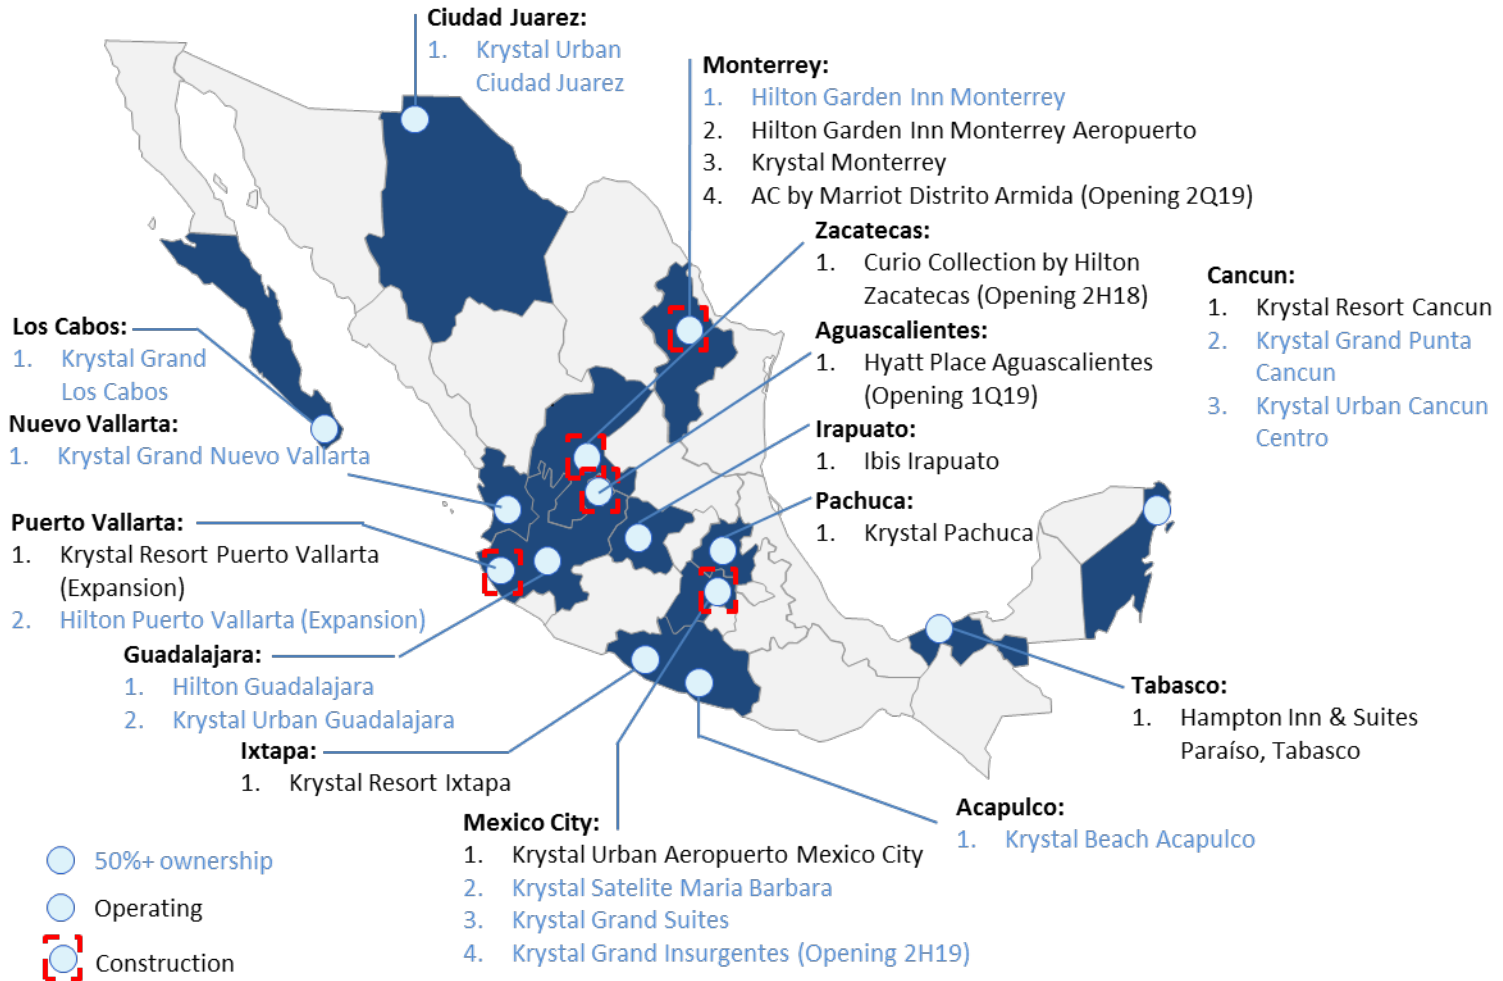 Ciudad Juarez:
1. Krystal Urban
Ciudad Juarez
Monterrey:
1. Hilton Garden Inn Monterrey
2. Hilton Garden Inn Monterrey Aeropuerto
3. Krystal Monterrey
4. AC by Marriot Distrito Armida (Opening 2Q19)
Zacatecas:
1. Curio Collection by Hilton
Zacatecas (Opening 2H18)
Aguascalientes:
1. Hyatt Place Aguascalientes
(Opening 1Q19)
Irapuato:
1. Ibis Irapuato
Pachuca:
1. Krystal Pachuca
Cancun:
1. Krystal Resort Cancun
2. Krystal Grand Punta
Cancun
3. Krystal Urban Cancun
Centro
Los Cabos:
1. Krystal Grand
Los Cabos
Nuevo Vallarta:
1. Krystal Grand Nuevo Vallarta
Puerto Vallarta:
1. Krystal Resort Puerto Vallarta
(Expansion)
2. Hilton Puerto Vallarta (Expansion)
Guadalajara:
1. Hilton Guadalajara
2. Krystal Urban Guadalajara
Ixtapa:
1. Krystal Resort Ixtapa
Mexico City:
1. Krystal Urban Aeropuerto Mexico City
2. Krystal Satelite Maria Barbara
3. Krystal Grand Suites
4. Krystal Grand Insurgentes (Opening 2H19)
Tabasco:
1. Hampton Inn & Suites
Paraíso, Tabasco
Acapulco:
1. Krystal Beach Acapulco
50%+ ownership
Operating
Construction